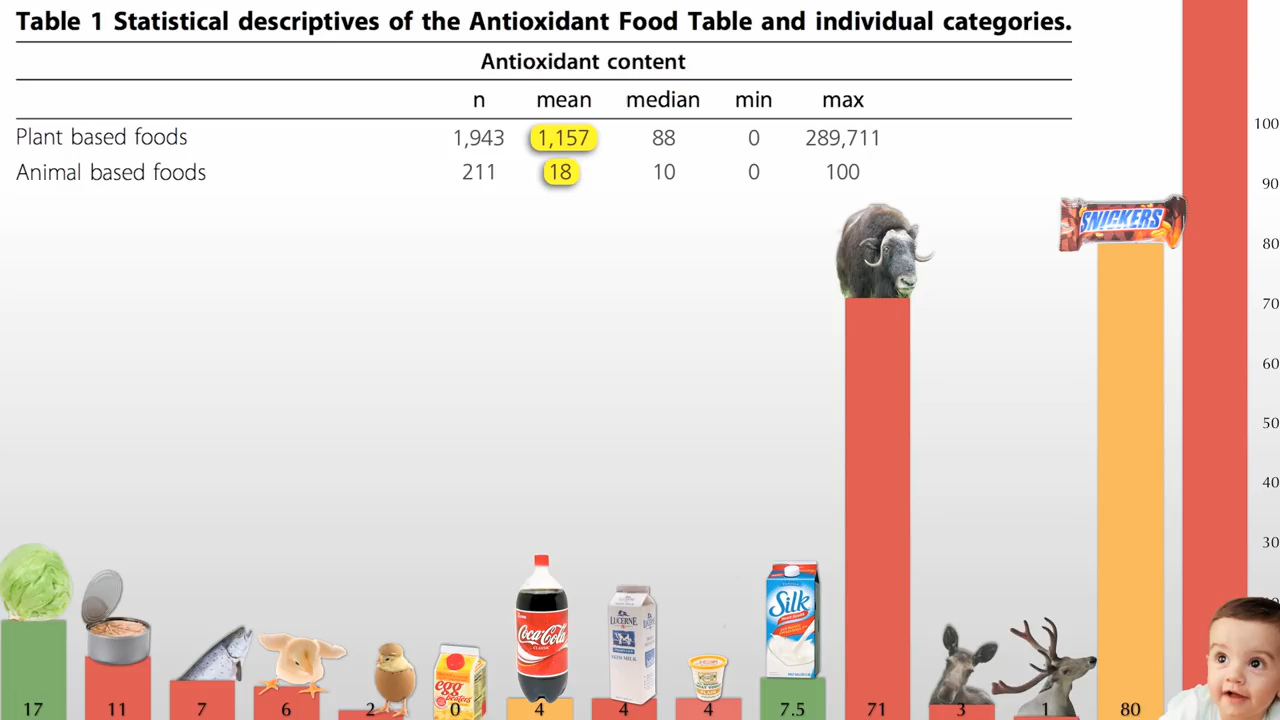 Table 1 Statistical descriptives of the Antioxidant Food Table and individual categories.
Antioxidant content
n mean median min max
Plant based foods 1,943 1,157 88 0 289,711
Animal based foods 211 18 10 0 100
100
90
80
70
60
50
40
30
SNICKERS
Silk
Coca-Cola
CLASSIC
LUCERNE
egg
beaters
17 11 7 6 2 0 4 4 4 7.5 71 3 1 80